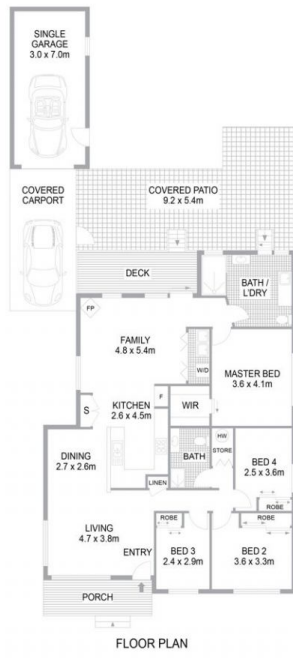 SINGLE
GARAGE
3.0 x 7.0m
COVERED
CARPORT
COVERED PATIO
9.2 x 5.4m
DECK
BATH /
L'DRY
FP
FAMILY
4.8 x 5.4m
W/D
MASTER BED
3.6 x 4.1m
KITCHEN
2.6 x 4.5m
F
WIR
S
DINING
2.7 x 2.6m
BATH
HW
STORE
BED 4
2.5 x 3.6m
LINEN
ROBE
LIVING
4.7 x 3.8m
ROBE
ROBE
ENTRY
BED 3
2.4 x 2.9m
BED 2
3.6 x 3.3m
PORCH
FLOOR PLAN